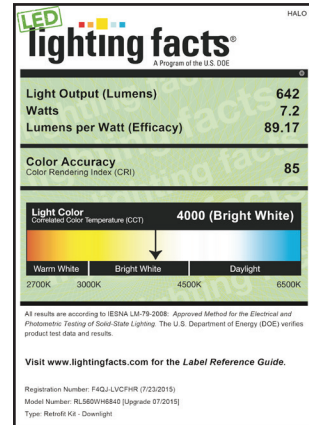 HALO
LED
lighting facts®
A Program of the U.S. DOE
Light Output (Lumens) 642
Watts 7.2
Lumens per Watt (Efficacy) 89.17
Color Accuracy
Color Rendering Index (CRI) 85
Light Color
Correlated Color Temperature (CCT) 4000 (Bright White)
Warm White Bright White Daylight
2700K 3000K 4500K 6500K
All results are according to IESNA LM-79-2008: Approved Method for the Electrical and
Photometric Testing of Solid-State Lighting. The U.S. Department of Energy (DOE) verifies
product test data and results.
Visit www.lightingfacts.com for the Label Reference Guide.
Registration Number: F4QJ-LVCFHR (7/23/2015)
Model Number: RL560WH6840 [Upgrade 07/2015]
Type: Retrofit Kit - Downlight